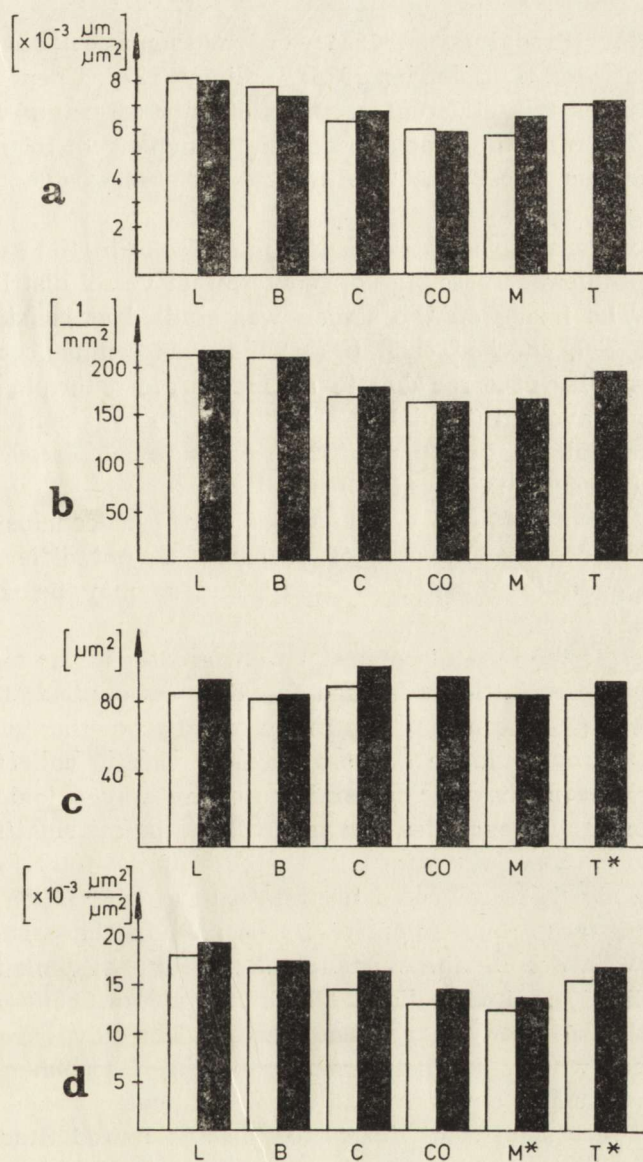 [×10⁻³ µm/µm²]
8
6
4
2
a
L B C CO M T
[1/mm²]
200
150
100
50
b
L B C CO M T
[µm²]
80
40
c
L B C CO M T*
[×10⁻³ µm²/µm²]
20
15
10
5
d
L B C CO M* T*